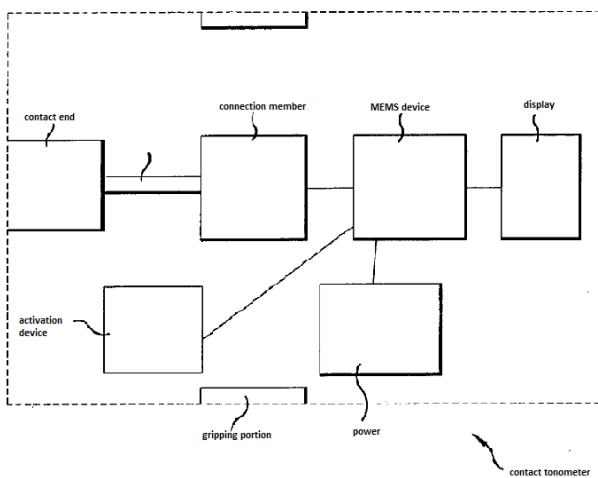 contact end
connection member
MEMS device
display
activation
device
gripping portion
power
contact tonometer